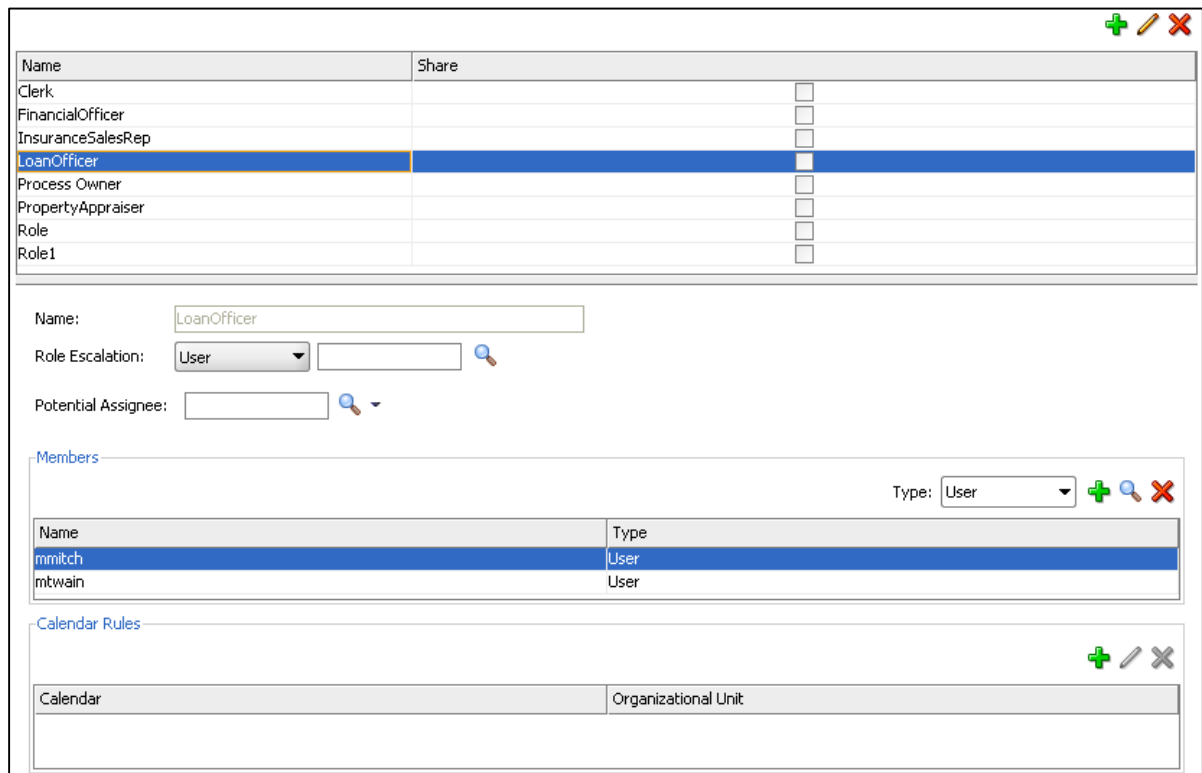 Name Share
Clerk
FinancialOfficer
InsuranceSalesRep
LoanOfficer
Process Owner
PropertyAppraiser
Role
Role1
Name: LoanOfficer
Role Escalation: User
Potential Assignee:
Members
Type: User
Name Type
mmitch User
mtwain User
Calendar Rules
Calendar Organizational Unit